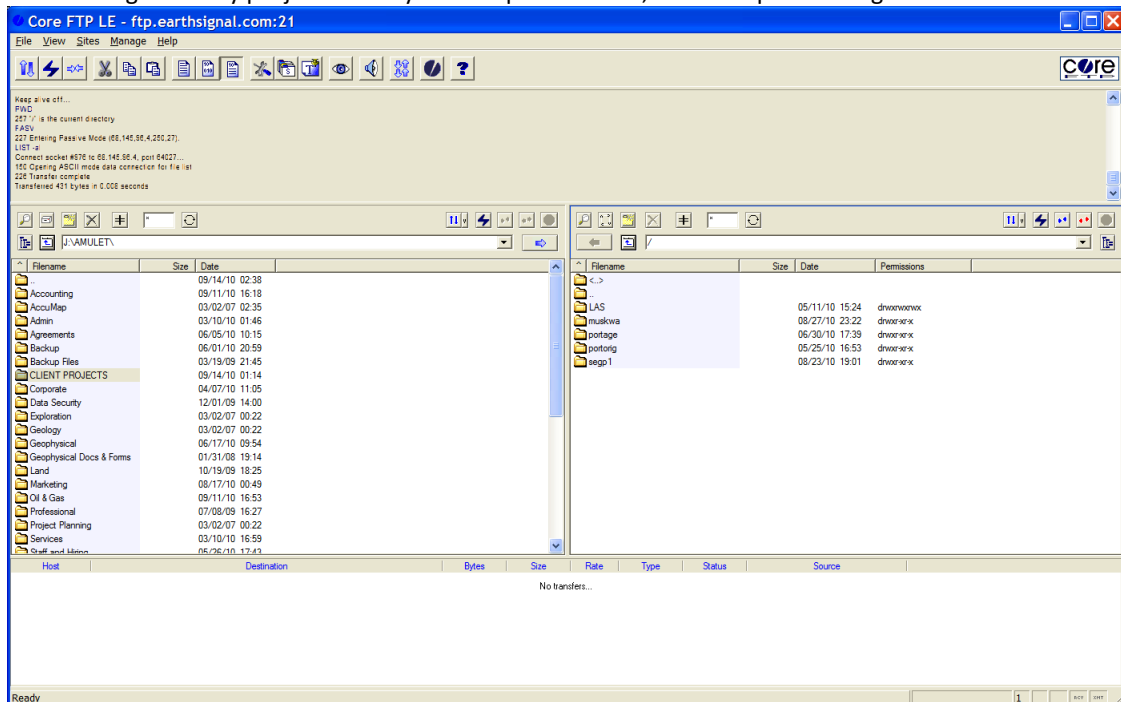 Core FTP LE - ftp.earthsignal.com:21
File View Sites Manage Help
core
Keep alive off...
PWD
257 "/" is the current directory
PASV
227 Entering Passive Mode (68,145,96,4,250,27).
LIST -al
Connect socket #976 to 68.145.96.4, port 64027...
150 Opening ASCII mode data connection for file list
226 Transfer complete
Transferred 431 bytes in 0.008 seconds
J:\AMULET\
/
^ Filename Size Date
.. 09/14/10 02:38
Accounting 09/11/10 16:18
AccuMap 03/02/07 02:35
Admin 03/10/10 01:46
Agreements 06/05/10 10:15
Backup 06/01/10 20:59
Backup Files 03/19/09 21:45
CLIENT PROJECTS 09/14/10 01:14
Corporate 04/07/10 11:05
Data Security 12/01/09 14:00
Exploration 03/02/07 00:22
Geology 03/02/07 00:22
Geophysical 06/17/10 09:54
Geophysical Docs & Forms 01/31/08 19:14
Land 10/19/09 18:25
Marketing 08/17/10 00:49
Oil & Gas 09/11/10 16:53
Professional 07/08/09 16:27
Project Planning 03/02/07 00:22
Services 03/10/10 16:59
Staff and Hiring 05/26/10 17:43
^ Filename Size Date Permissions
<..>
..
LAS 05/11/10 15:24 drwxrwxrwx
muskwa 08/27/10 23:22 drwxr-xr-x
portage 06/30/10 17:39 drwxr-xr-x
portorig 05/25/10 16:53 drwxr-xr-x
segp1 08/23/10 19:01 drwxr-xr-x
Host Destination Bytes Size Rate Type Status Source
No transfers...
Ready 1